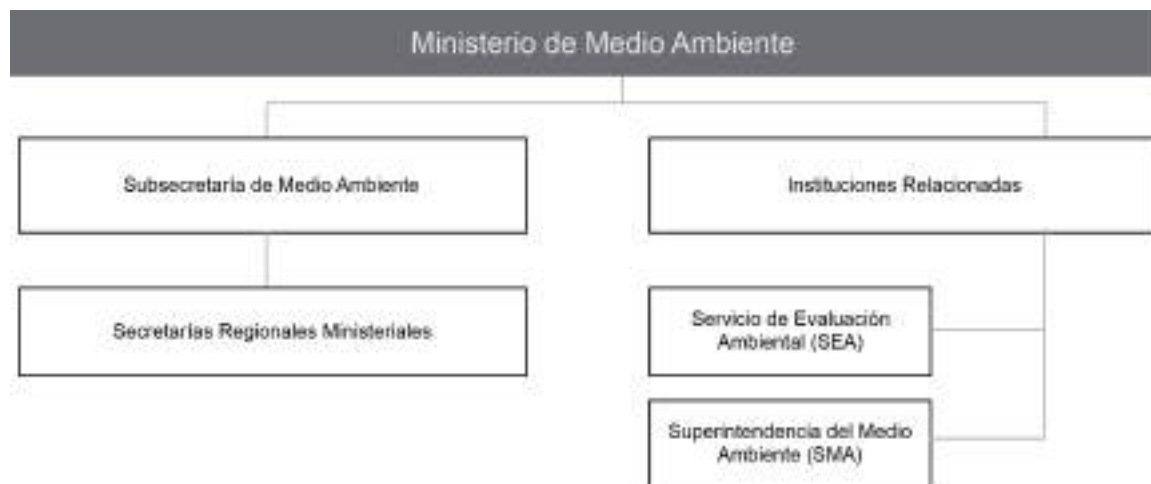 Ministerio de Medio Ambiente
Subsecretaría de Medio Ambiente
Instituciones Relacionadas
Secretarías Regionales Ministeriales
Servicio de Evaluación
Ambiental (SEA)
Superintendencia del Medio
Ambiente (SMA)